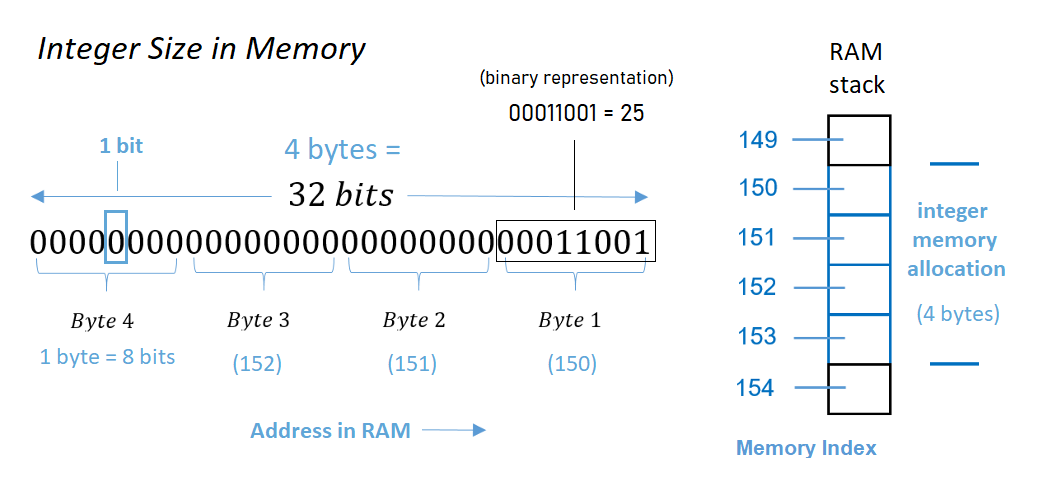 Integer Size in Memory
(binary representation)
00011001 = 25
1 bit
4 bytes =
32 bits
00000000000000000000000000011001
Byte 4
Byte 3
Byte 2
Byte 1
1 byte = 8 bits
(152)
(151)
(150)
Address in RAM
RAM
stack
149
150
151
152
153
154
integer
memory
allocation
(4 bytes)
Memory Index